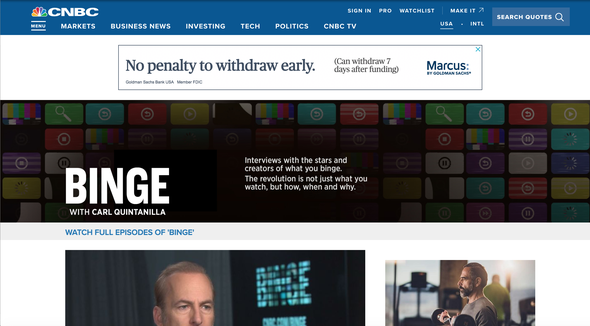 CNBC
SIGN IN PRO WATCHLIST MAKE IT
SEARCH QUOTES
MENU MARKETS BUSINESS NEWS INVESTING TECH POLITICS CNBC TV
USA • INTL
No penalty to withdraw early.
(Can withdraw 7
days after funding)
Marcus:
BY GOLDMAN SACHS®
Goldman Sachs Bank USA Member FDIC
Interviews with the stars and
creators of what you binge.
The revolution is not just what you
watch, but how, when and why.
BINGE
WITH CARL QUINTANILLA
WATCH FULL EPISODES OF 'BINGE'
BINGE